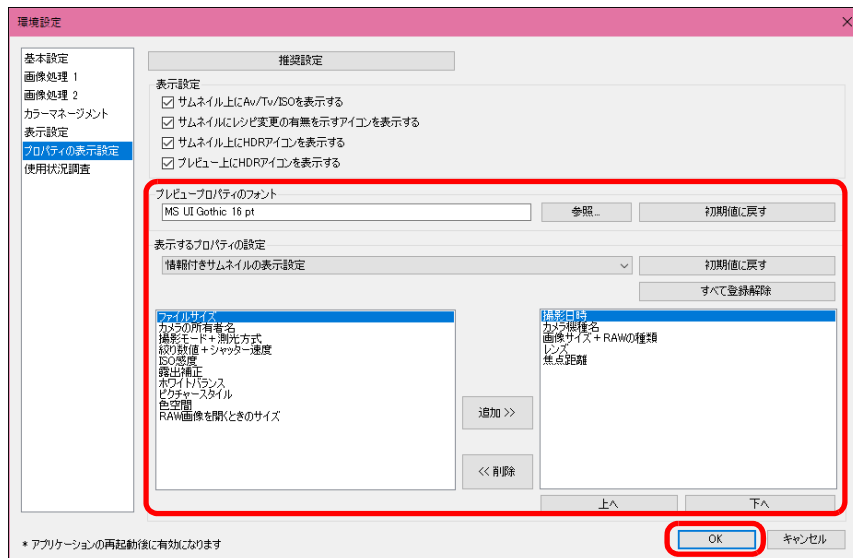 環境設定
基本設定
画像処理 1
画像処理 2
カラーマネージメント
表示設定
プロパティの表示設定
使用状況調査
推奨設定
表示設定
サムネイル上にAv/Tv/ISOを表示する
サムネイルにレシピ変更の有無を示すアイコンを表示する
サムネイル上にHDRアイコンを表示する
プレビュー上にHDRアイコンを表示する
プレビュープロパティのフォント
MS UI Gothic 16 pt
参照...
初期値に戻す
表示するプロパティの設定
情報付きサムネイルの表示設定
初期値に戻す
すべて登録解除
ファイルサイズ
カメラの所有者名
撮影モード+測光方式
絞り数値+シャッター速度
ISO感度
露出補正
ホワイトバランス
ピクチャースタイル
色空間
RAW画像を開くときのサイズ
追加 >>
<< 削除
撮影日時
カメラ機種名
画像サイズ+RAWの種類
レンズ
焦点距離
上へ
下へ
* アプリケーションの再起動後に有効になります
OK
キャンセル